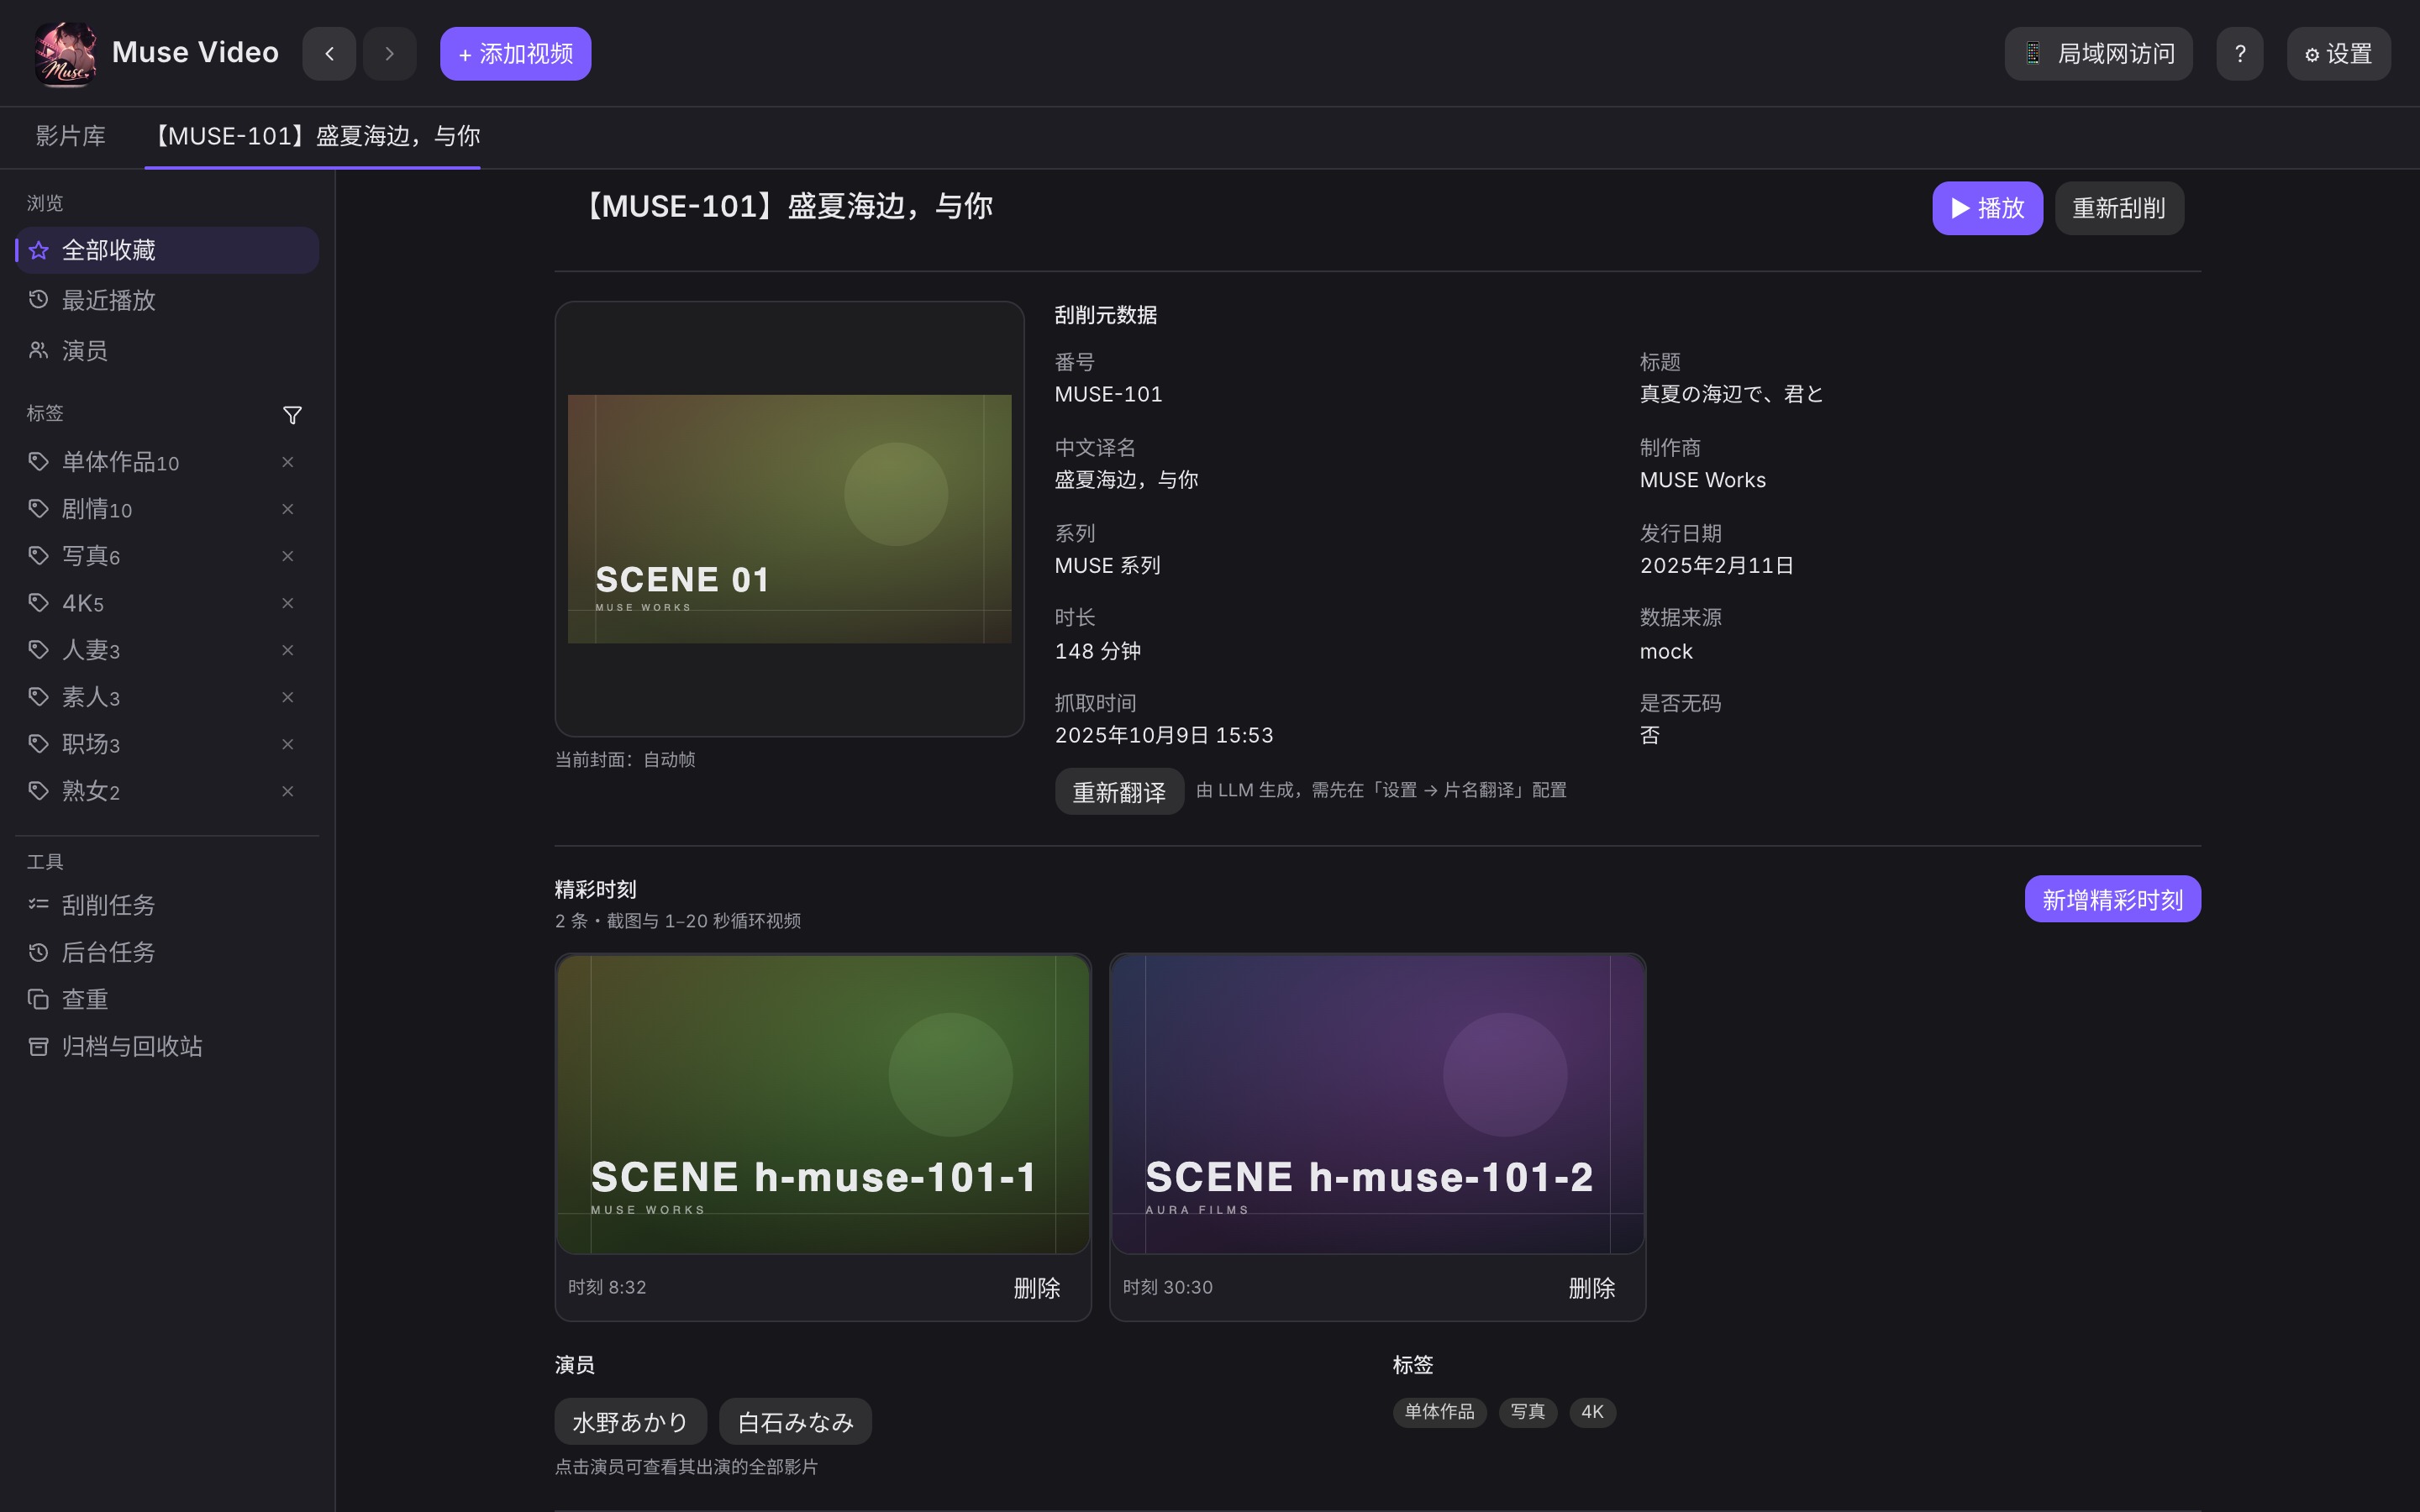 Muse
Muse Video
+ 添加视频
局域网访问
?
设置
影片库
【MUSE-101】盛夏海边，与你
浏览
全部收藏
最近播放
演员
标签
单体作品10
剧情10
写真6
4K5
人妻3
素人3
职场3
熟女2
工具
刮削任务
后台任务
查重
归档与回收站
【MUSE-101】盛夏海边，与你
播放
重新刮削
SCENE 01
MUSE WORKS
当前封面：自动帧
刮削元数据
番号
MUSE-101
标题
真夏の海辺で、君と
中文译名
盛夏海边，与你
制作商
MUSE Works
系列
MUSE 系列
发行日期
2025年2月11日
时长
148 分钟
数据来源
mock
抓取时间
2025年10月9日 15:53
是否无码
否
重新翻译
由 LLM 生成，需先在「设置 → 片名翻译」配置
精彩时刻
2 条・截图与 1–20 秒循环视频
新增精彩时刻
SCENE h-muse-101-1
MUSE WORKS
时刻 8:32
删除
SCENE h-muse-101-2
AURA FILMS
时刻 30:30
删除
演员
水野あかり
白石みなみ
点击演员可查看其出演的全部影片
标签
单体作品
写真
4K